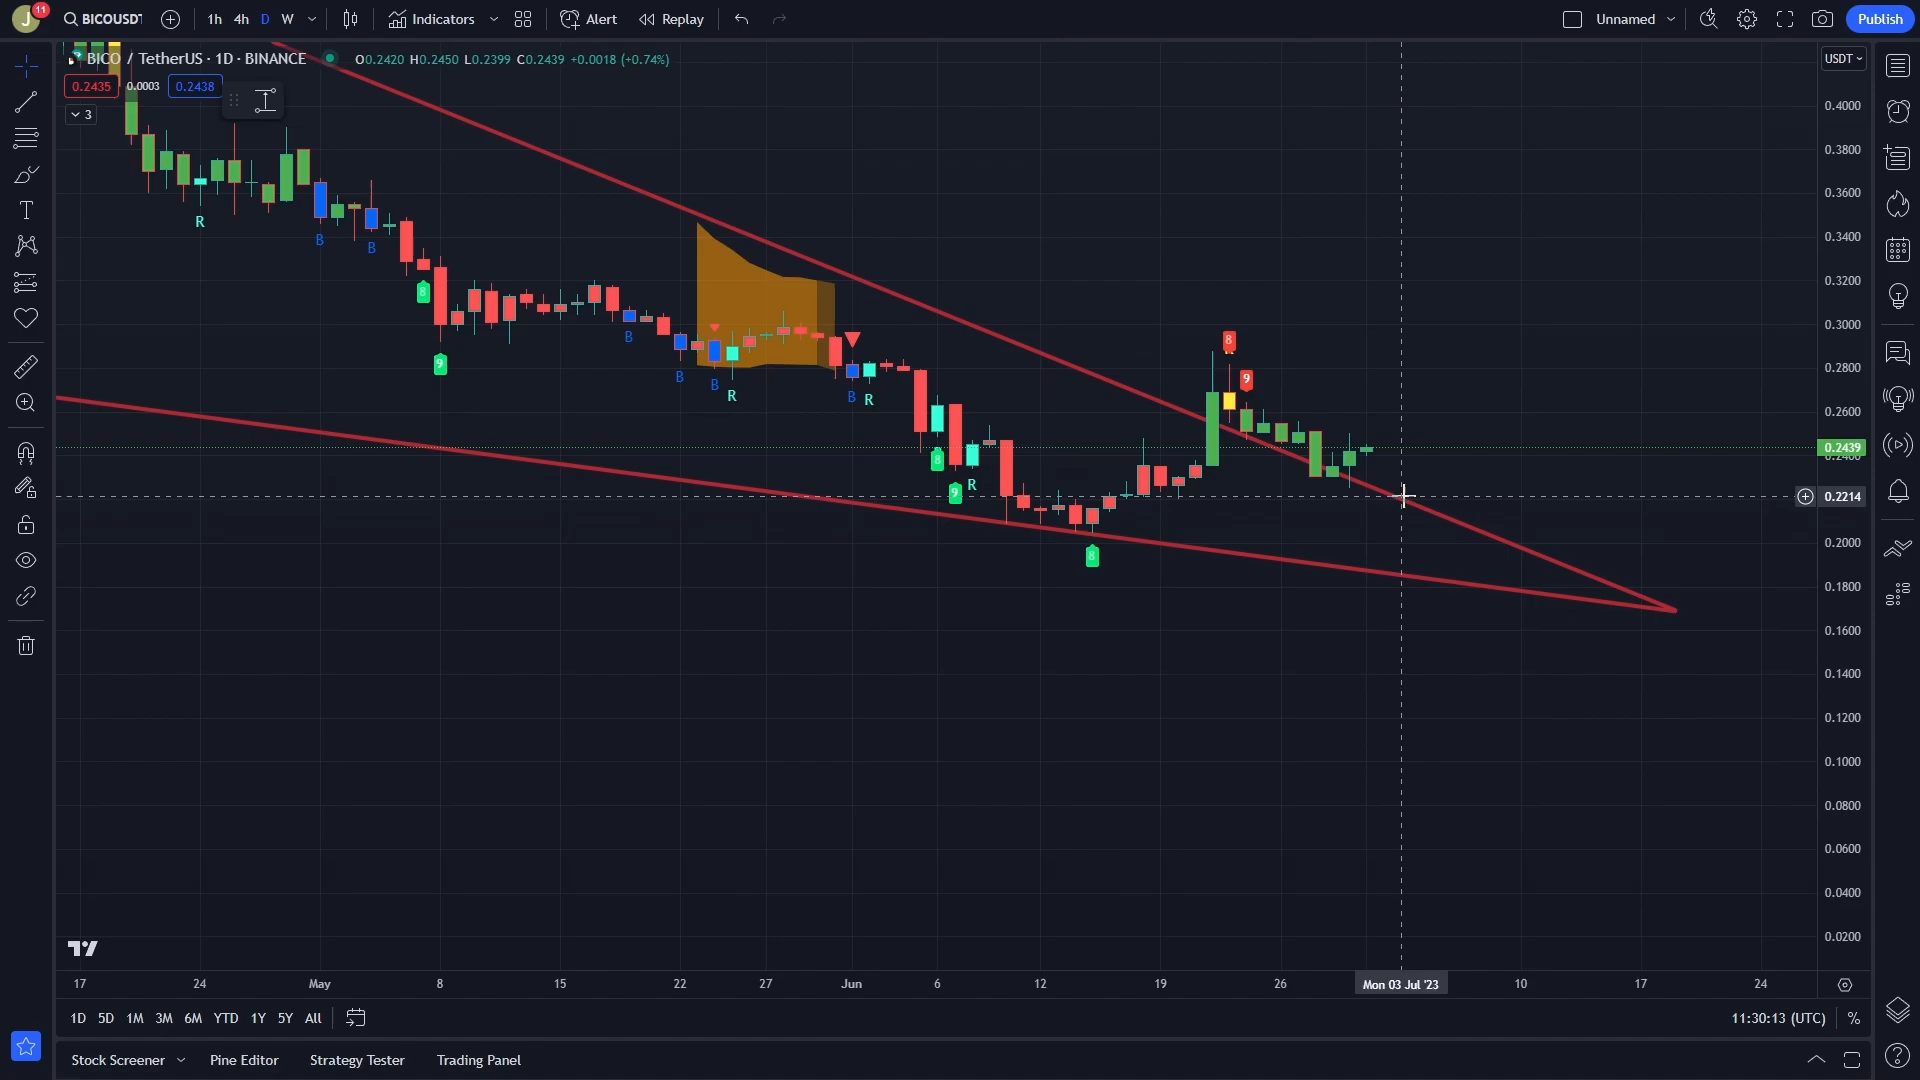 J
11
BICOUSDT
1h
4h
D
W
Indicators
Alert
Replay
Unnamed
Publish
BICO / TetherUS · 1D · BINANCE
O0.2420 H0.2450 L0.2399 C0.2439 +0.0018 (+0.74%)
USDT
0.2435
0.0003
0.2438
3
0.4000
0.3800
0.3600
0.3400
0.3200
0.3000
0.2800
0.2600
0.2439
0.2400
0.2214
0.2000
0.1800
0.1600
0.1400
0.1200
0.1000
0.0800
0.0600
0.0400
0.0200
R
B
B
8
9
B
B
B
R
B
R
8
9
R
8
8
9
17
24
May
8
15
22
27
Jun
6
12
19
26
Mon 03 Jul '23
10
17
24
1D
5D
1M
3M
6M
YTD
1Y
5Y
All
11:30:13 (UTC)
%
Stock Screener
Pine Editor
Strategy Tester
Trading Panel